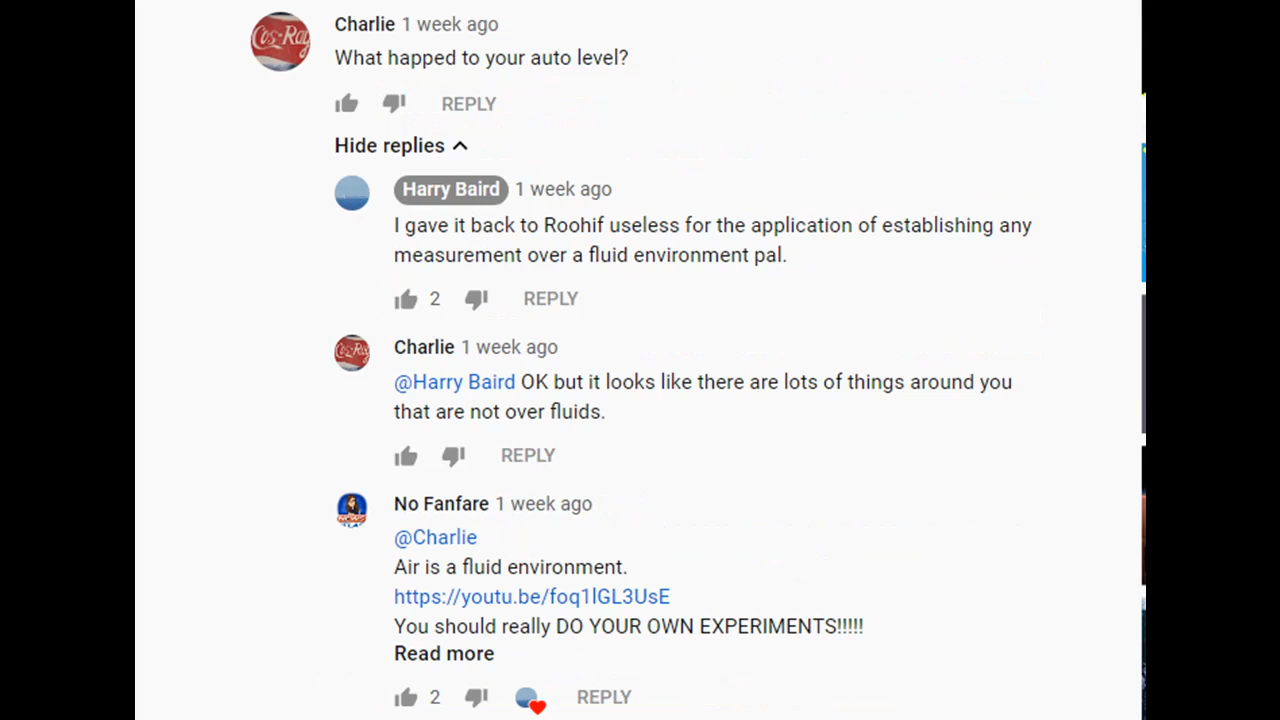 Charlie 1 week ago
What happed to your auto level?
REPLY
Hide replies
Harry Baird 1 week ago
I gave it back to Roohif useless for the application of establishing any
measurement over a fluid environment pal.
2 REPLY
Charlie 1 week ago
@Harry Baird OK but it looks like there are lots of things around you
that are not over fluids.
REPLY
No Fanfare 1 week ago
@Charlie
Air is a fluid environment.
https://youtu.be/foq1lGL3UsE
You should really DO YOUR OWN EXPERIMENTS!!!!!
Read more
2 REPLY